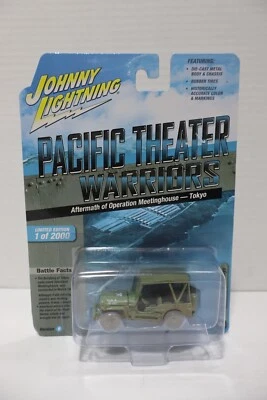 JOHNNY
LIGHTNING
FEATURING:
• DIE-CAST METAL
BODY & CHASSIS
• RUBBER TIRES
• HISTORICALLY
ACCURATE COLOR
& MARKINGS
PACIFIC THEATER
WARRIORS
Aftermath of Operation Meetinghouse — Tokyo
LIMITED EDITION
1 of 2000
Battle Facts